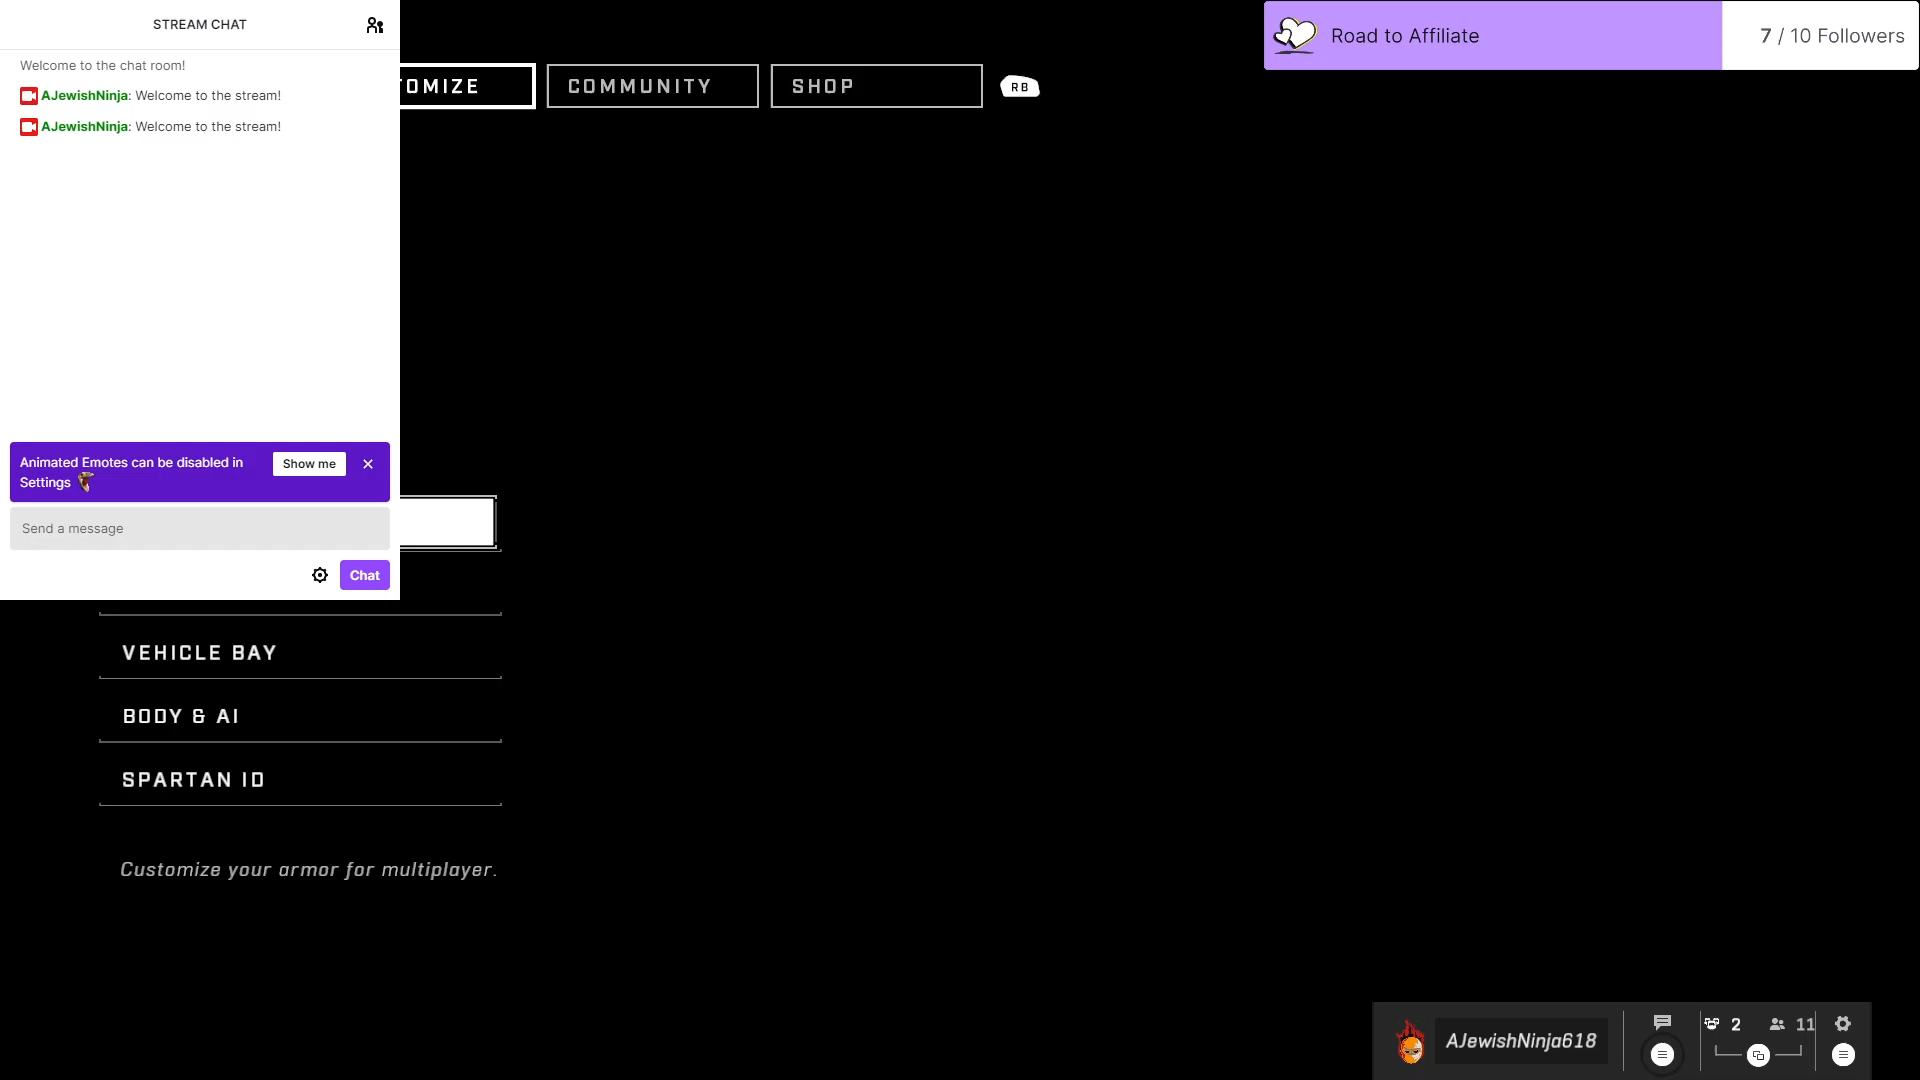 STREAM CHAT
Welcome to the chat room!
AJewishNinja: Welcome to the stream!
AJewishNinja: Welcome to the stream!
Animated Emotes can be disabled in
Settings
Show me
Send a message
Chat
TOMIZE
COMMUNITY
SHOP
RB
Road to Affiliate
7 / 10 Followers
VEHICLE BAY
BODY & AI
SPARTAN ID
Customize your armor for multiplayer.
AJewishNinja618
2
11